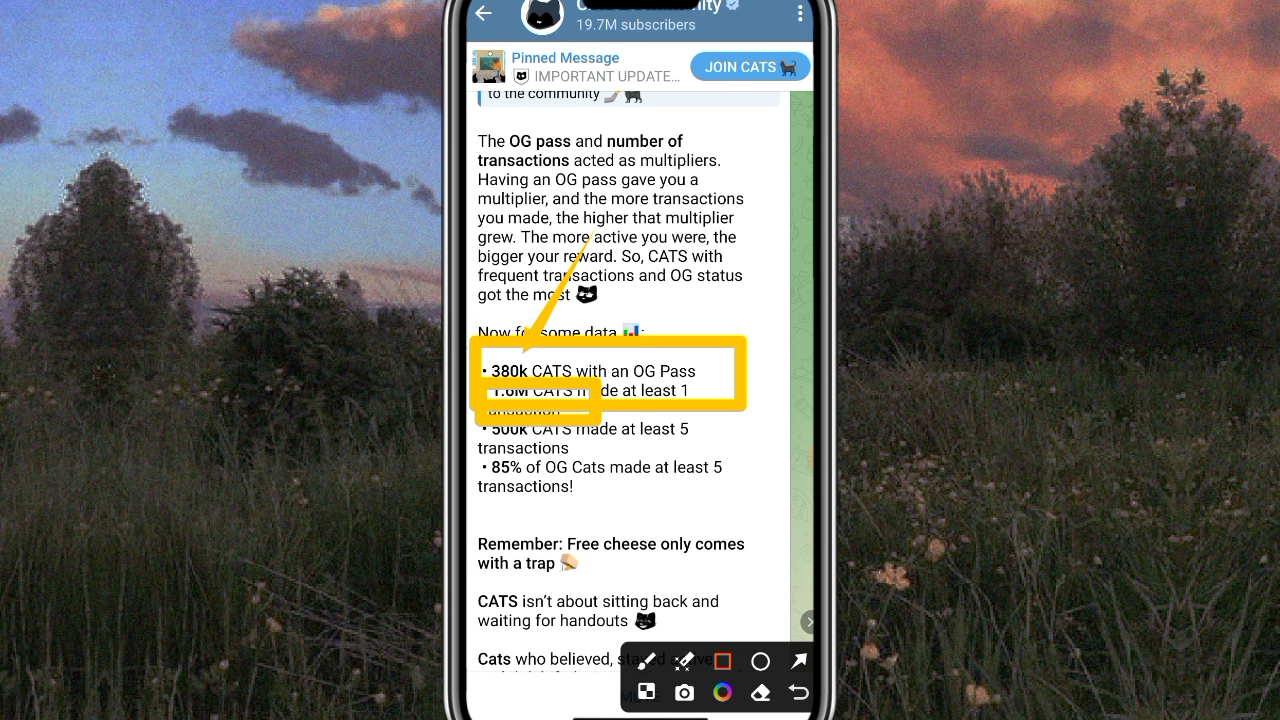 19.7M subscribers
Pinned Message
IMPORTANT UPDATE...
JOIN CATS
to the community
The OG pass and number of
transactions acted as multipliers.
Having an OG pass gave you a
multiplier, and the more transactions
you made, the higher that multiplier
grew. The more active you were, the
bigger your reward. So, CATS with
frequent transactions and OG status
got the most
Now for some data
• 380k CATS with an OG Pass
CATS made at least 1
transaction
• 500k CATS made at least 5
transactions
• 85% of OG Cats made at least 5
transactions!
Remember: Free cheese only comes
with a trap
CATS isn't about sitting back and
waiting for handouts
Cats who believed,